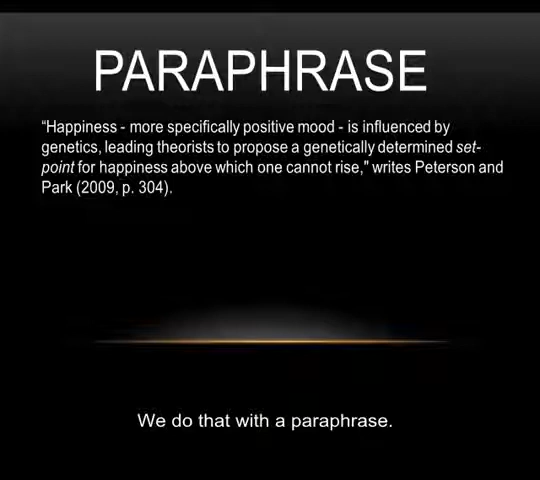 PARAPHRASE
“Happiness - more specifically positive mood - is influenced by
genetics, leading theorists to propose a genetically determined set-
point for happiness above which one cannot rise," writes Peterson and
Park (2009, p. 304).
We do that with a paraphrase.